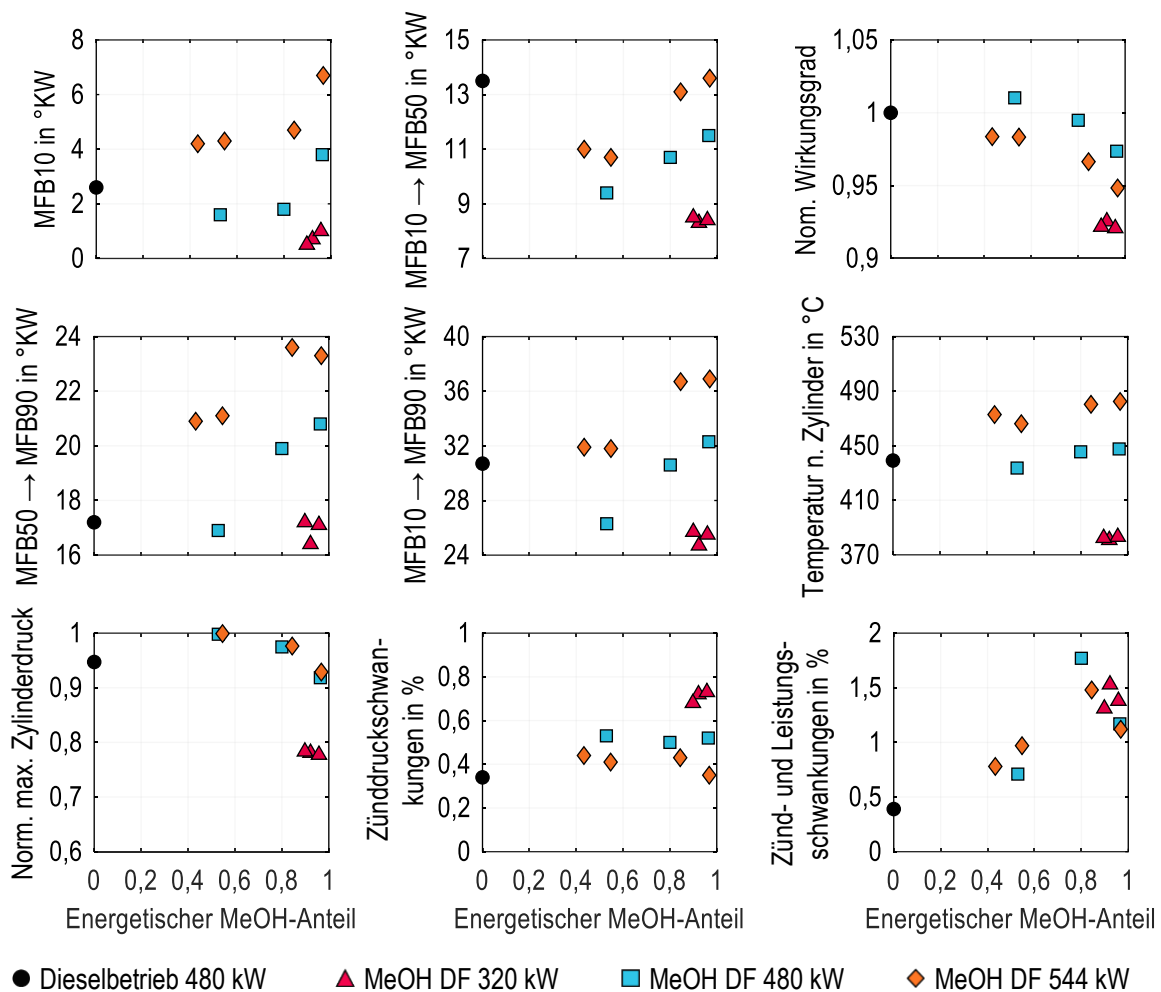 MFB10 in °KW
8
6
4
2
0
MFB10 → MFB50 in °KW
15
13
11
9
7
Nom. Wirkungsgrad
1,05
1
0,95
0,9
MFB50 → MFB90 in °KW
24
22
20
18
16
MFB10 → MFB90 in °KW
40
36
32
28
24
Temperatur n. Zylinder in °C
530
490
450
410
370
Norm. max. Zylinderdruck
1
0,9
0,8
0,7
0,6
0 0,2 0,4 0,6 0,8 1
Energetischer MeOH-Anteil
Zünddruckschwan-
kungen in %
1
0,8
0,6
0,4
0,2
0
0 0,2 0,4 0,6 0,8 1
Energetischer MeOH-Anteil
Zünd- und Leistungs-
schwankungen in %
2
1,5
1
0,5
0
0 0,2 0,4 0,6 0,8 1
Energetischer MeOH-Anteil
Dieselbetrieb 480 kW
MeOH DF 320 kW
MeOH DF 480 kW
MeOH DF 544 kW